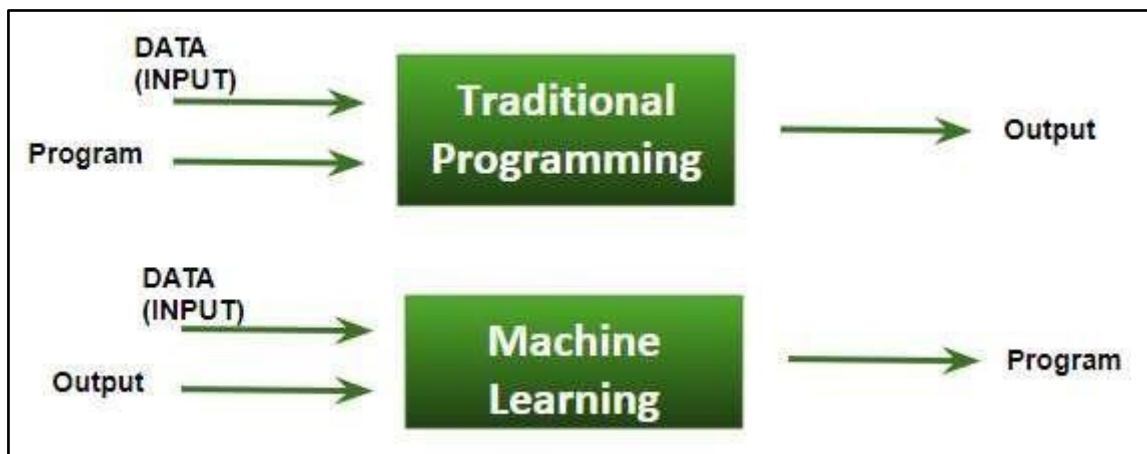 DATA
(INPUT)
Program
Traditional
Programming
Output
DATA
(INPUT)
Output
Machine
Learning
Program